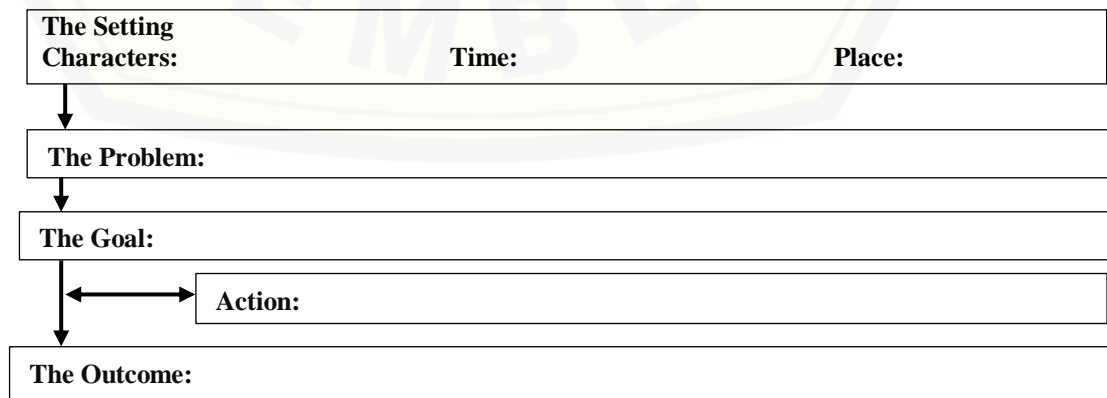 The Setting
Characters: Time: Place:
The Problem:
The Goal:
Action:
The Outcome: